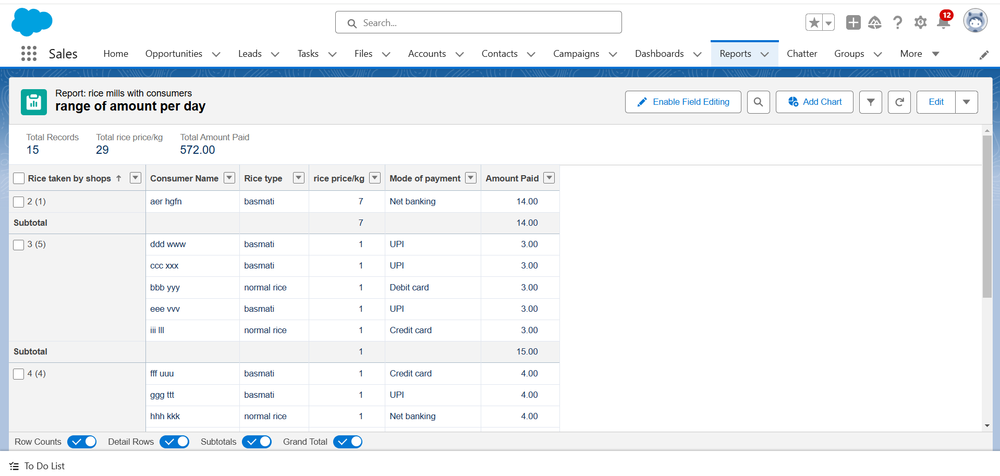 Search...
12
Sales Home Opportunities Leads Tasks Files Accounts Contacts Campaigns Dashboards Reports Chatter Groups More
Report: rice mills with consumers
range of amount per day
Enable Field Editing Add Chart Edit
Total Records Total rice price/kg Total Amount Paid
15 29 572.00
Rice taken by shops ↑ Consumer Name Rice type rice price/kg Mode of payment Amount Paid
2 (1) aer hgfn basmati 7 Net banking 14.00
Subtotal 7 14.00
3 (5) ddd www basmati 1 UPI 3.00
ccc xxx basmati 1 UPI 3.00
bbb yyy normal rice 1 Debit card 3.00
eee vvv basmati 1 UPI 3.00
iii lll normal rice 1 Credit card 3.00
Subtotal 1 15.00
4 (4) fff uuu basmati 1 Credit card 4.00
ggg ttt basmati 1 UPI 4.00
hhh kkk normal rice 1 Net banking 4.00
Row Counts Detail Rows Subtotals Grand Total
To Do List